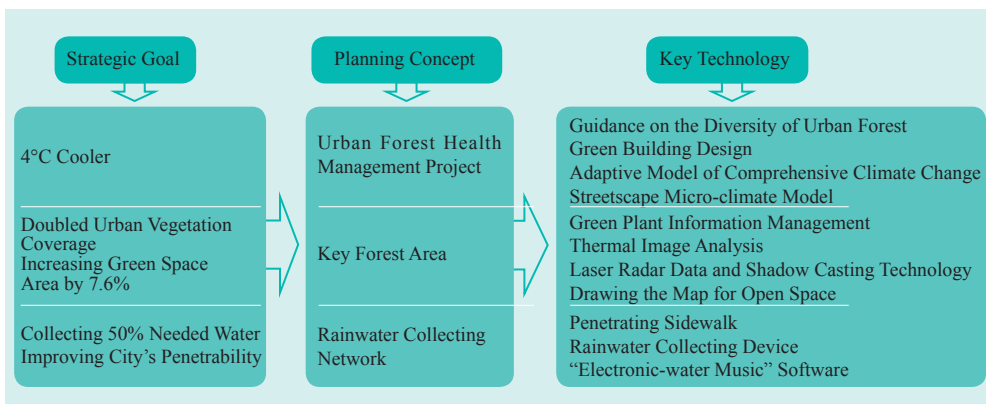 Strategic Goal
Planning Concept
Key Technology
4°C Cooler
Doubled Urban Vegetation
Coverage
Increasing Green Space
Area by 7.6%
Collecting 50% Needed Water
Improving City’s Penetrability
Urban Forest Health
Management Project
Key Forest Area
Rainwater Collecting
Network
Guidance on the Diversity of Urban Forest
Green Building Design
Adaptive Model of Comprehensive Climate Change
Streetscape Micro-climate Model
Green Plant Information Management
Thermal Image Analysis
Laser Radar Data and Shadow Casting Technology
Drawing the Map for Open Space
Penetrating Sidewalk
Rainwater Collecting Device
“Electronic-water Music” Software